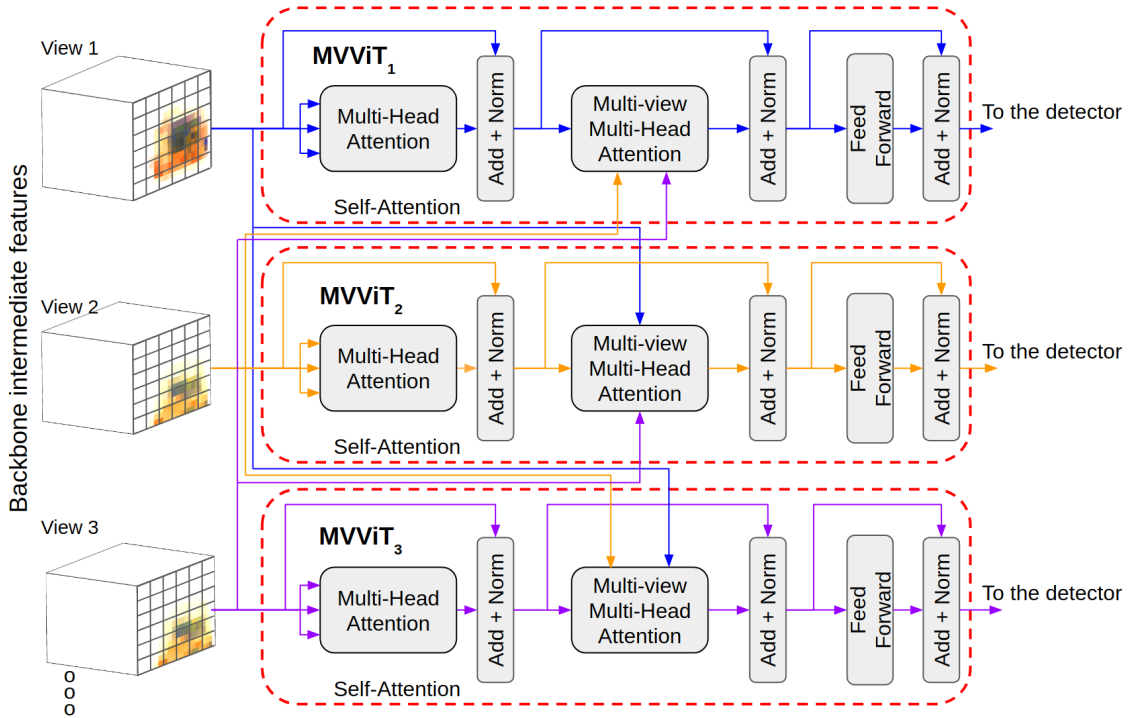 Backbone intermediate features
View 1
MVViT1
Multi-Head
Attention
Add + Norm
Multi-view
Multi-Head
Attention
Add + Norm
Feed
Forward
Add + Norm
To the detector
Self-Attention
View 2
MVViT2
Multi-Head
Attention
Add + Norm
Multi-view
Multi-Head
Attention
Add + Norm
Feed
Forward
Add + Norm
To the detector
Self-Attention
View 3
MVViT3
Multi-Head
Attention
Add + Norm
Multi-view
Multi-Head
Attention
Add + Norm
Feed
Forward
Add + Norm
To the detector
Self-Attention
o
o
o